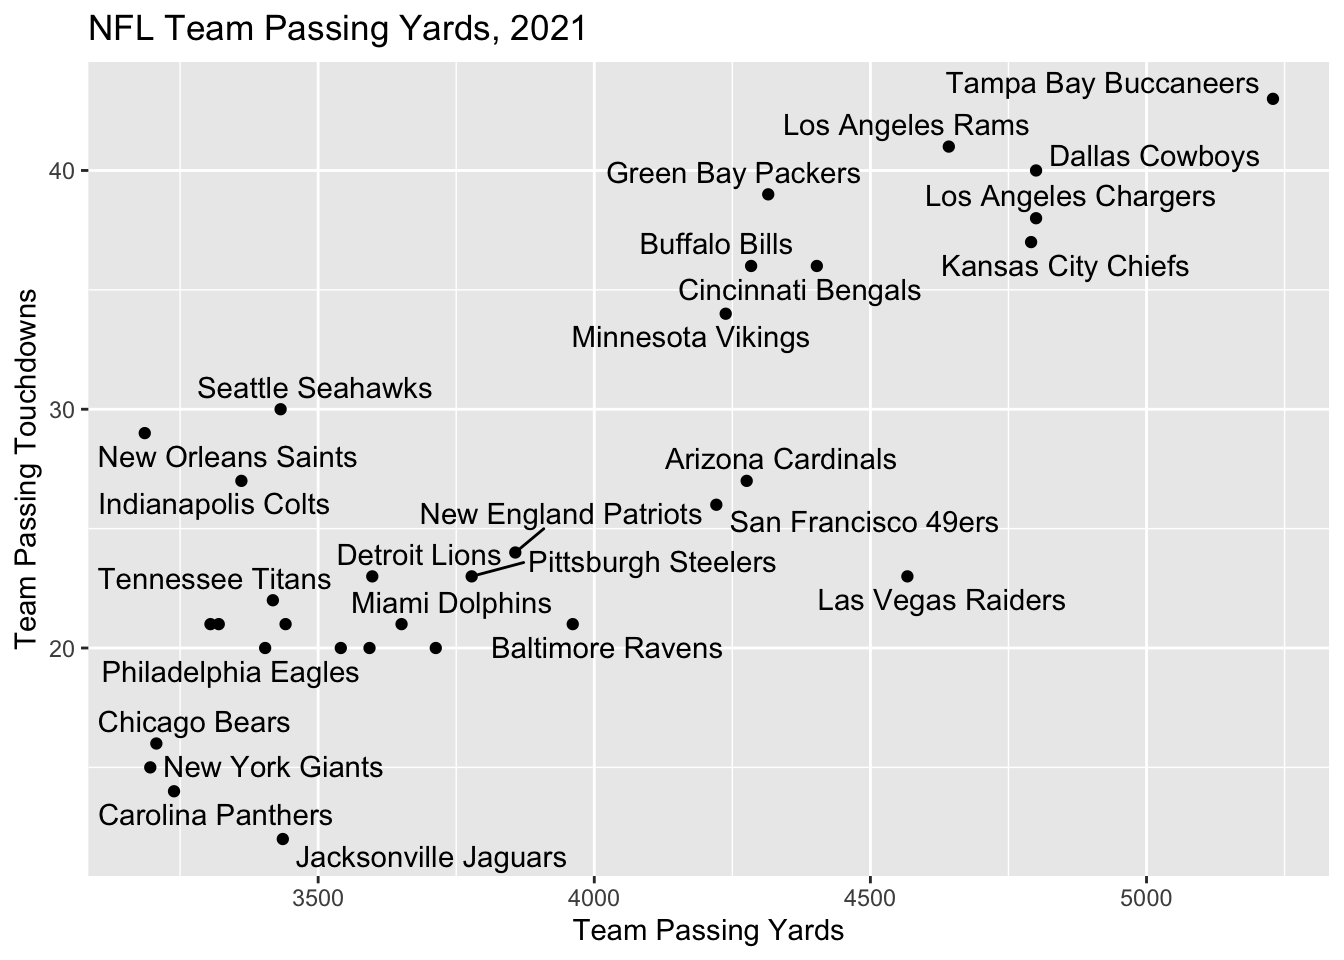 NFL Team Passing Yards, 2021
Tampa Bay Buccaneers
Los Angeles Rams
Dallas Cowboys
Green Bay Packers
Los Angeles Chargers
Buffalo Bills
Kansas City Chiefs
Cincinnati Bengals
Minnesota Vikings
Seattle Seahawks
New Orleans Saints
Arizona Cardinals
Indianapolis Colts
New England Patriots
San Francisco 49ers
Detroit Lions
Pittsburgh Steelers
Tennessee Titans
Miami Dolphins
Las Vegas Raiders
Baltimore Ravens
Philadelphia Eagles
Chicago Bears
New York Giants
Carolina Panthers
Jacksonville Jaguars
40
30
20
Team Passing Touchdowns
3500
4000
4500
5000
Team Passing Yards